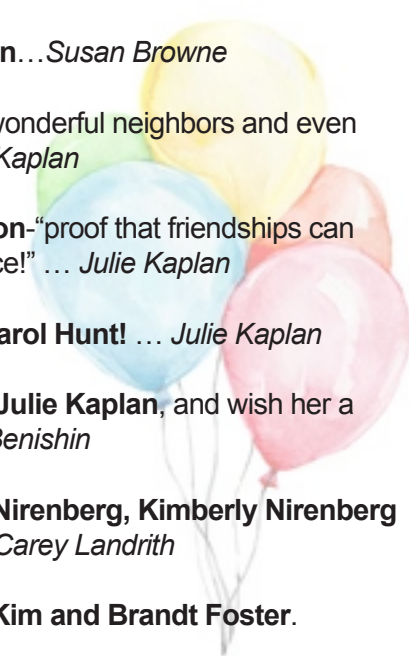 n…Susan Browne
wonderful neighbors and even
Kaplan
on-“proof that friendships can
ce!” … Julie Kaplan
arol Hunt! … Julie Kaplan
Julie Kaplan, and wish her a
Benishin
Nirenberg, Kimberly Nirenberg
Carey Landrith
Kim and Brandt Foster.